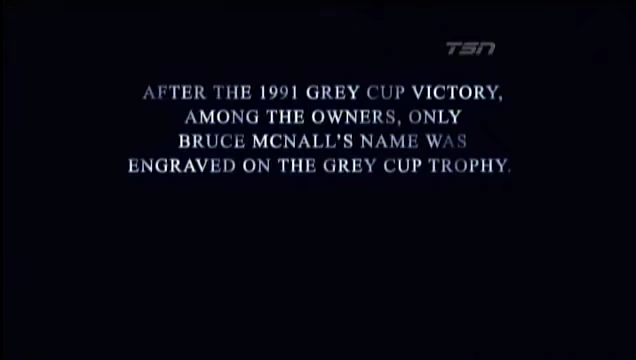 TSN
AFTER THE 1991 GREY CUP VICTORY,
AMONG THE OWNERS, ONLY
BRUCE MCNALL'S NAME WAS
ENGRAVED ON THE GREY CUP TROPHY.